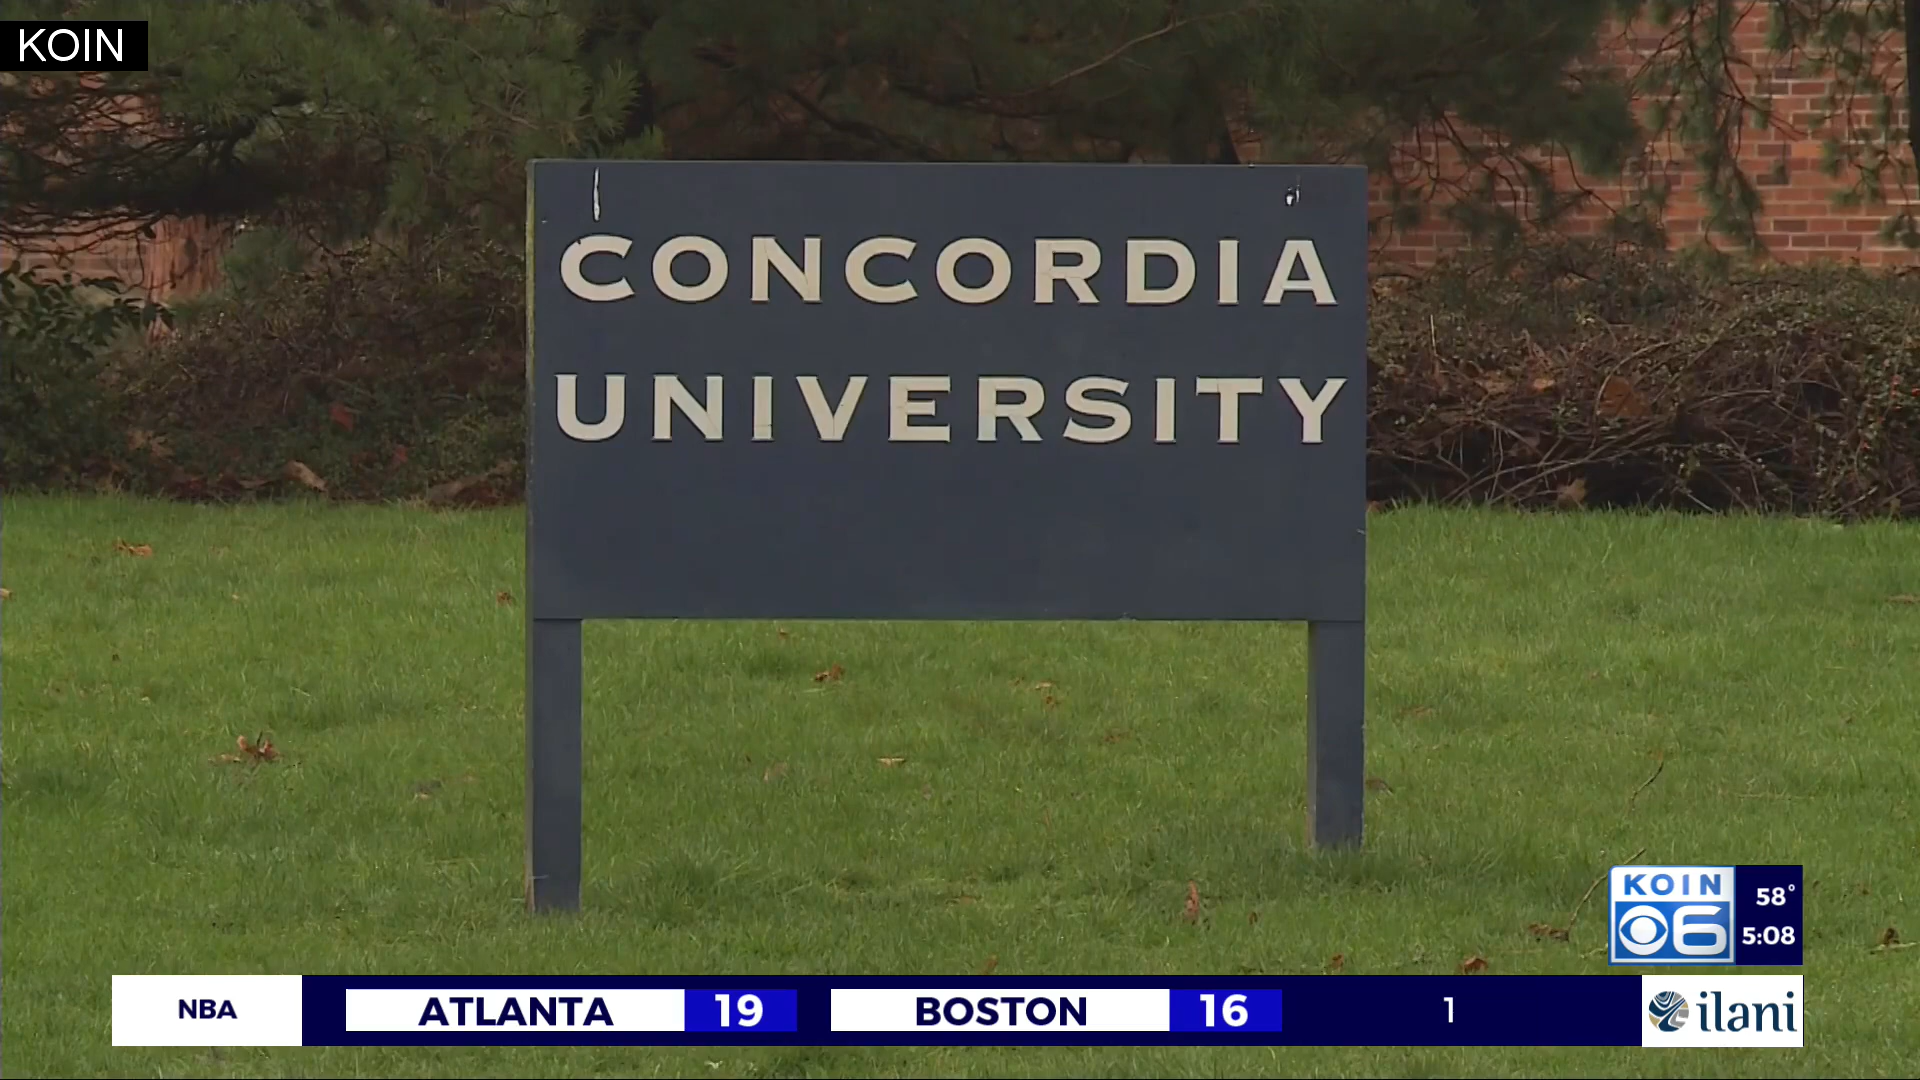 KOIN
CONCORDIA
UNIVERSITY
KOIN
6
58°
5:08
NBA ATLANTA 19 BOSTON 16 1 ilani